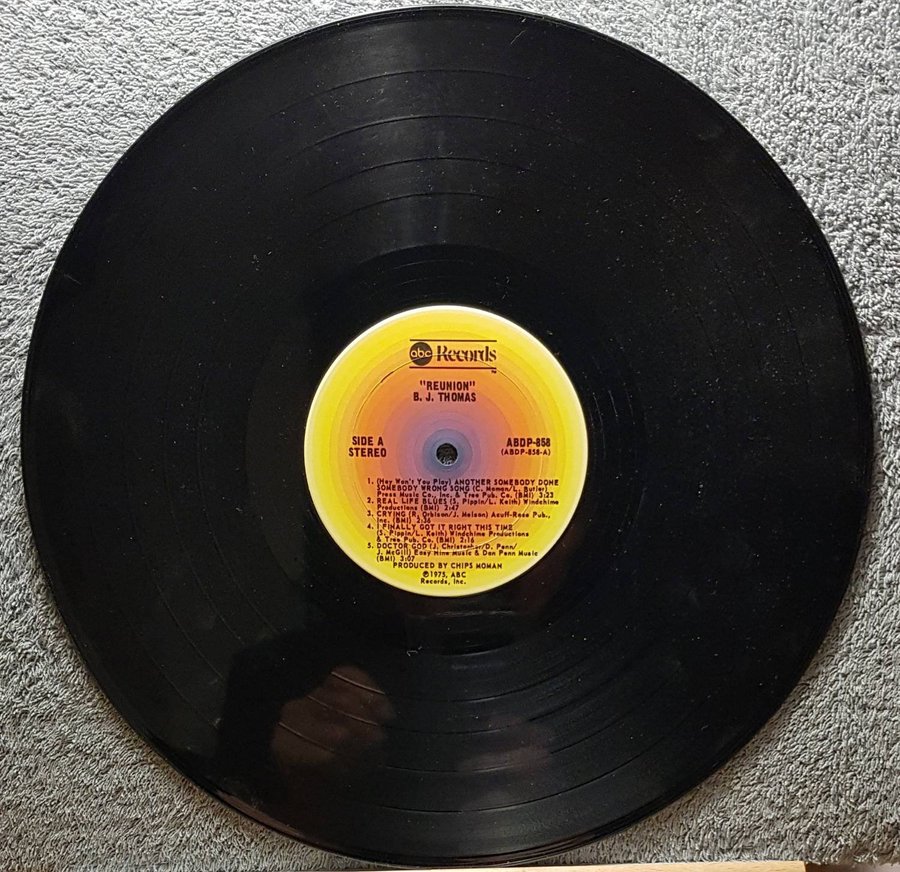 abc Records
TM
"REUNION"
B. J. THOMAS
SIDE A
STEREO
ABDP-858
(ABDP-858-A)
1. (Hey Won't You Play) ANOTHER SOMEBODY DONE
SOMEBODY WRONG SONG (C. Moman/L. Butler)
Press Music Co., Inc. & Tree Pub. Co. (BMI) 3:23
2. REAL LIFE BLUES (S. Pippin/L. Keith) Windchime
Productions (BMI) 2:47
3. CRYING (R. Orbison/J. Melson) Acuff-Rose Pub.,
Inc. (BMI) 2:36
4. I FINALLY GOT IT RIGHT THIS TIME
(S. Pippin/L. Keith) Windchime Productions
& Tree Pub. Co. (BMI) 2:16
5. DOCTOR GOD (J. Christopher/D. Penn/
J. McGill) Easy Nine Music & Dan Penn Music
(BMI) 3:07
PRODUCED BY CHIPS MOMAN
℗1975, ABC
Records, Inc.